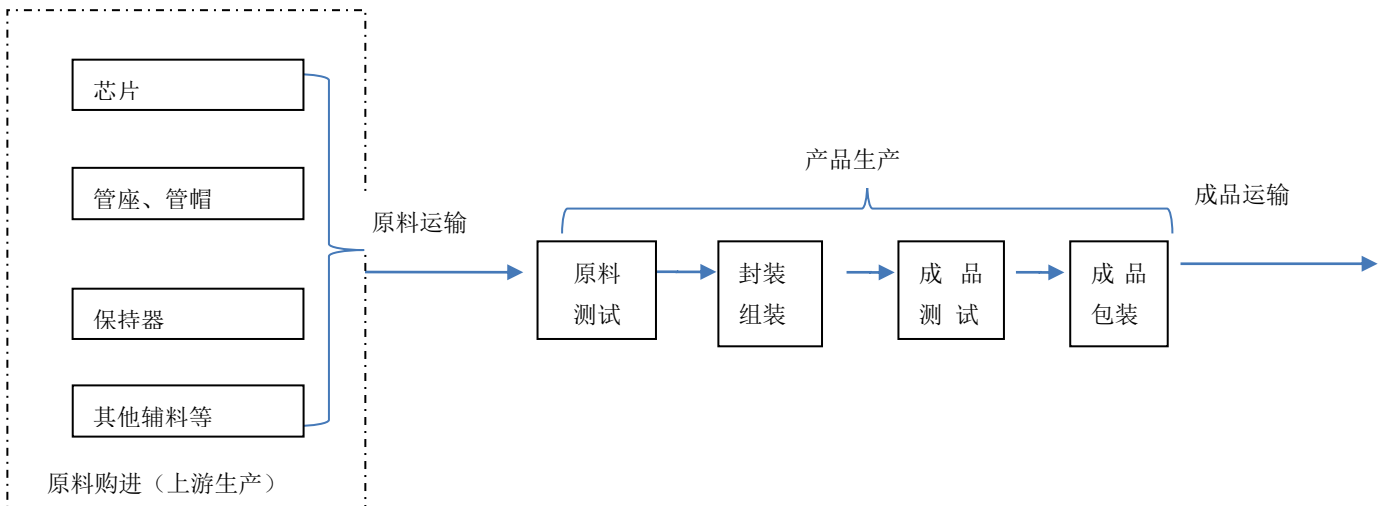 芯片
管座、管帽
保持器
其他辅料等
原料购进（上游生产）
原料运输
产品生产
原料
测试
封装
组装
成 品
测 试
成 品
包装
成品运输